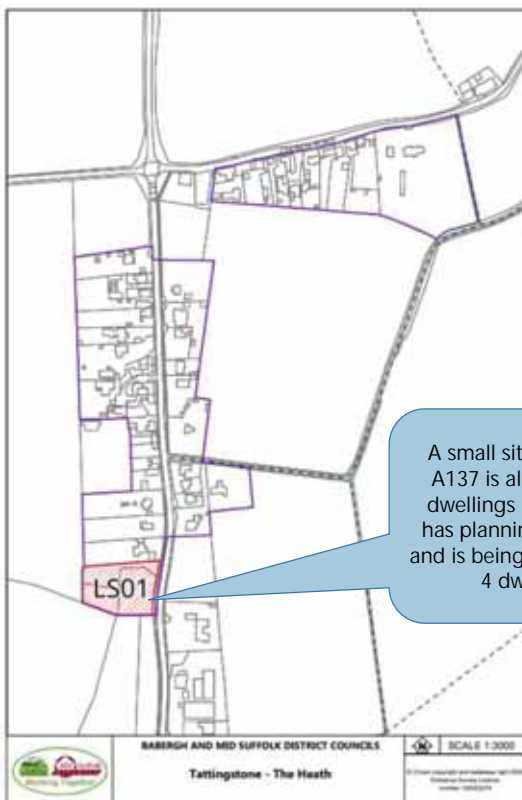 A small sit
A137 is al
dwellings
has plannin
and is being
4 dw
LS01
BABERGH AND MID SUFFOLK DISTRICT COUNCILS
Tattingstone - The Heath
SCALE 1:3000
Working Together